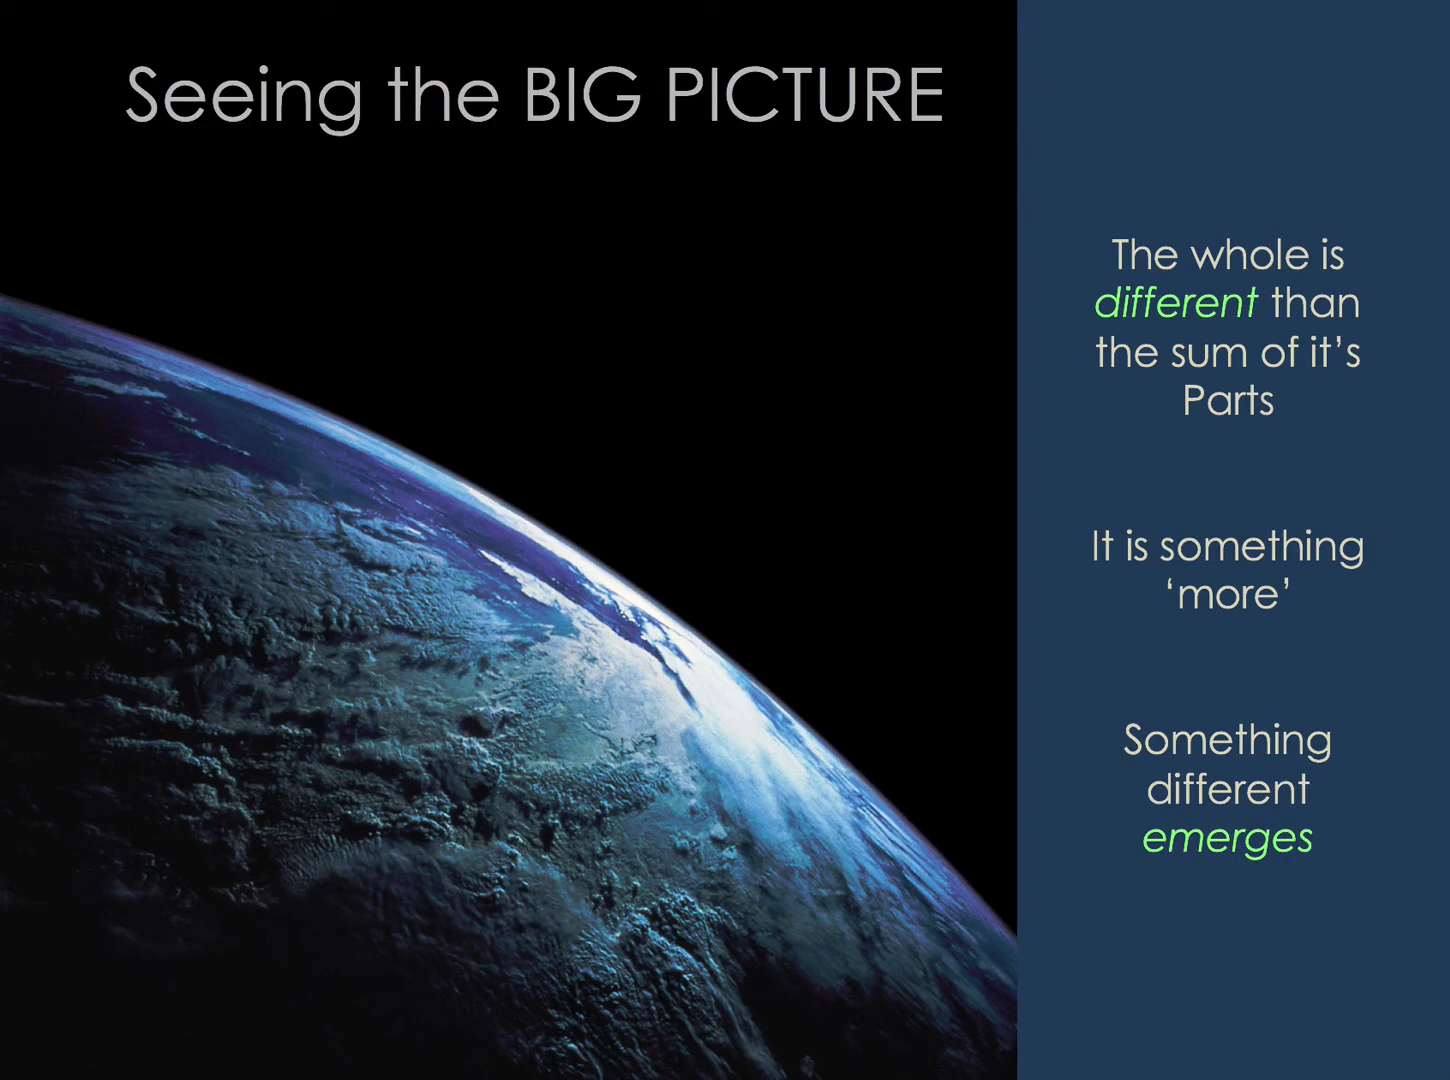 Seeing the BIG PICTURE
The whole is
different than
the sum of it’s
Parts
It is something
‘more’
Something
different
emerges